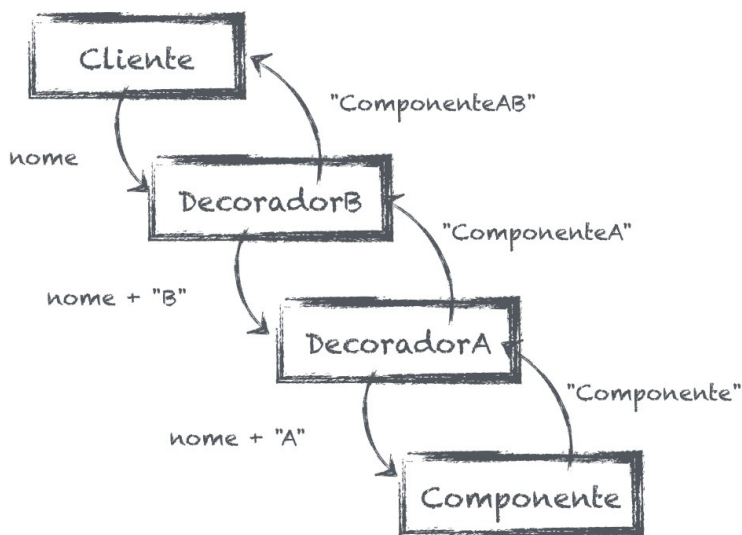 Cliente
"ComponenteAB"
nome
DecoradorB
"ComponenteA"
nome + "B"
DecoradorA
"Componente"
nome + "A"
Componente